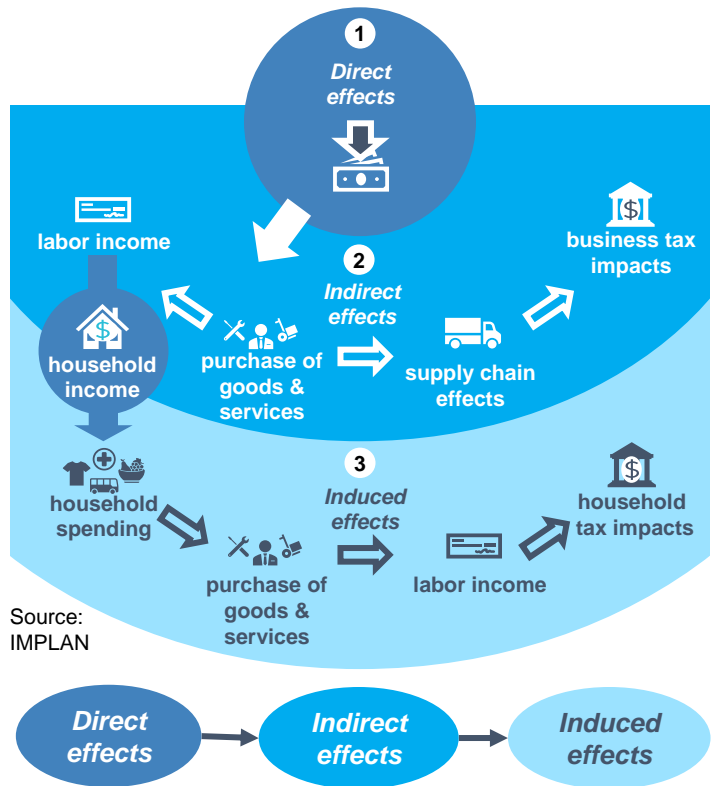 1
Direct
effects
labor income
$
business tax
impacts
2
Indirect
effects
$
household
income
purchase of
goods &
services
supply chain
effects
3
Induced
effects
household
spending
$
household
tax impacts
purchase of
goods &
services
labor income
Source:
IMPLAN
Direct
effects
Indirect
effects
Induced
effects